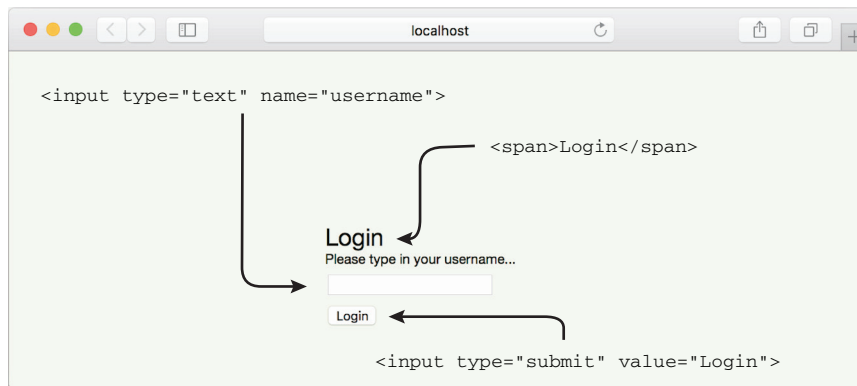 localhost
<input type="text" name="username">
<span>Login</span>
Login
Please type in your username...
Login
<input type="submit" value="Login">